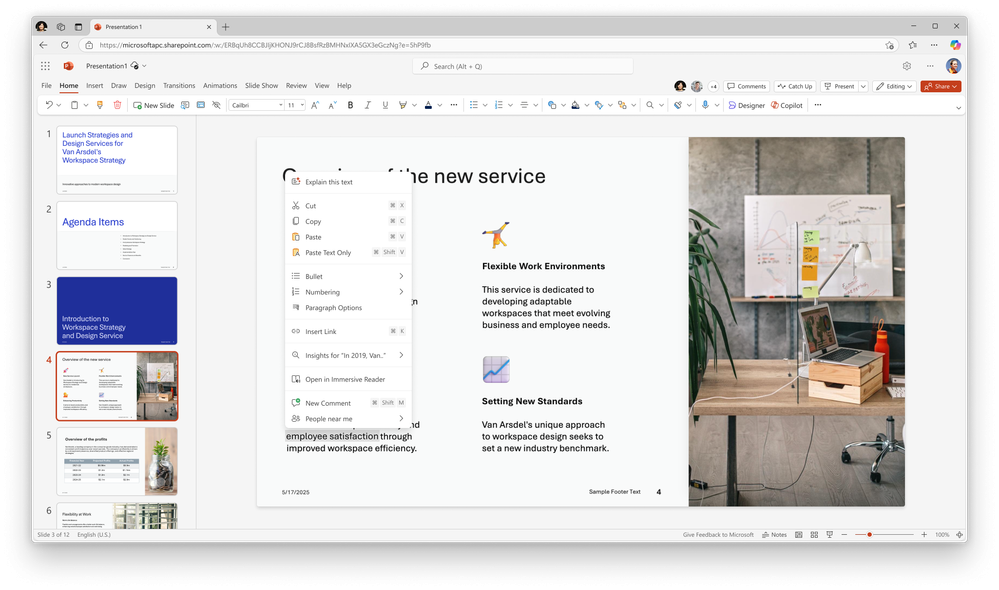 Presentation 1
https://microsoftapc.sharepoint.com/:w:/ERBqUh8CCBJIjKHONJ9rCJ8BsfRzBMHNxIXA5GX3eGczNg?e=5hP9fb
Presentation1
Search (Alt + Q)
File Home Insert Draw Design Transitions Animations Slide Show Review View Help
+4 Comments Catch Up Present Editing Share
New Slide Calibri 11 Designer Copilot
1
Launch Strategies and
Design Services for
Van Arsdel's
Workspace Strategy
Innovative approaches to modern workspace design
2
Agenda Items
3
Introduction to
Workspace Strategy
and Design Service
4
Overview of the new service
5
Overview of the profits
6
Flexibility at Work
of the new service
Explain this text
Cut ⌘ X
Copy ⌘ C
Paste ⌘ V
Paste Text Only ⌘ Shift V
Bullet
Numbering
Paragraph Options
Insert Link ⌘ K
Insights for "In 2019, Van.."
Open in Immersive Reader
New Comment ⌘ Shift M
People near me
employee satisfaction through
improved workspace efficiency.
Flexible Work Environments
This service is dedicated to
developing adaptable
workspaces that meet evolving
business and employee needs.
Setting New Standards
Van Arsdel's unique approach
to workspace design seeks to
set a new industry benchmark.
5/17/2025
Sample Footer Text
4
Slide 3 of 12 English (U.S.)
Give Feedback to Microsoft Notes 100%